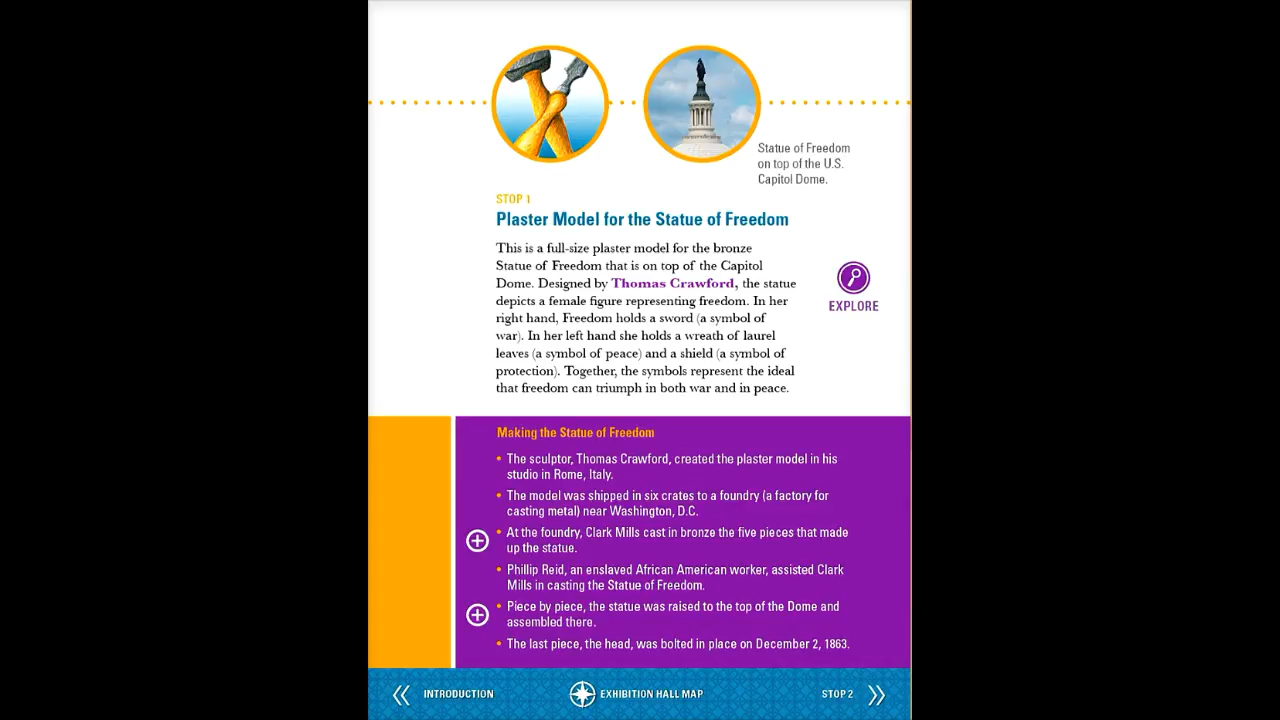 Statue of Freedom
on top of the U.S.
Capitol Dome.
STOP 1
Plaster Model for the Statue of Freedom
This is a full-size plaster model for the bronze
Statue of Freedom that is on top of the Capitol
Dome. Designed by Thomas Crawford, the statue
depicts a female figure representing freedom. In her
right hand, Freedom holds a sword (a symbol of
war). In her left hand she holds a wreath of laurel
leaves (a symbol of peace) and a shield (a symbol of
protection). Together, the symbols represent the ideal
that freedom can triumph in both war and in peace.
EXPLORE
Making the Statue of Freedom
• The sculptor, Thomas Crawford, created the plaster model in his
studio in Rome, Italy.
• The model was shipped in six crates to a foundry (a factory for
casting metal) near Washington, D.C.
• At the foundry, Clark Mills cast in bronze the five pieces that made
up the statue.
• Phillip Reid, an enslaved African American worker, assisted Clark
Mills in casting the Statue of Freedom.
• Piece by piece, the statue was raised to the top of the Dome and
assembled there.
• The last piece, the head, was bolted in place on December 2, 1863.
INTRODUCTION
EXHIBITION HALL MAP
STOP 2